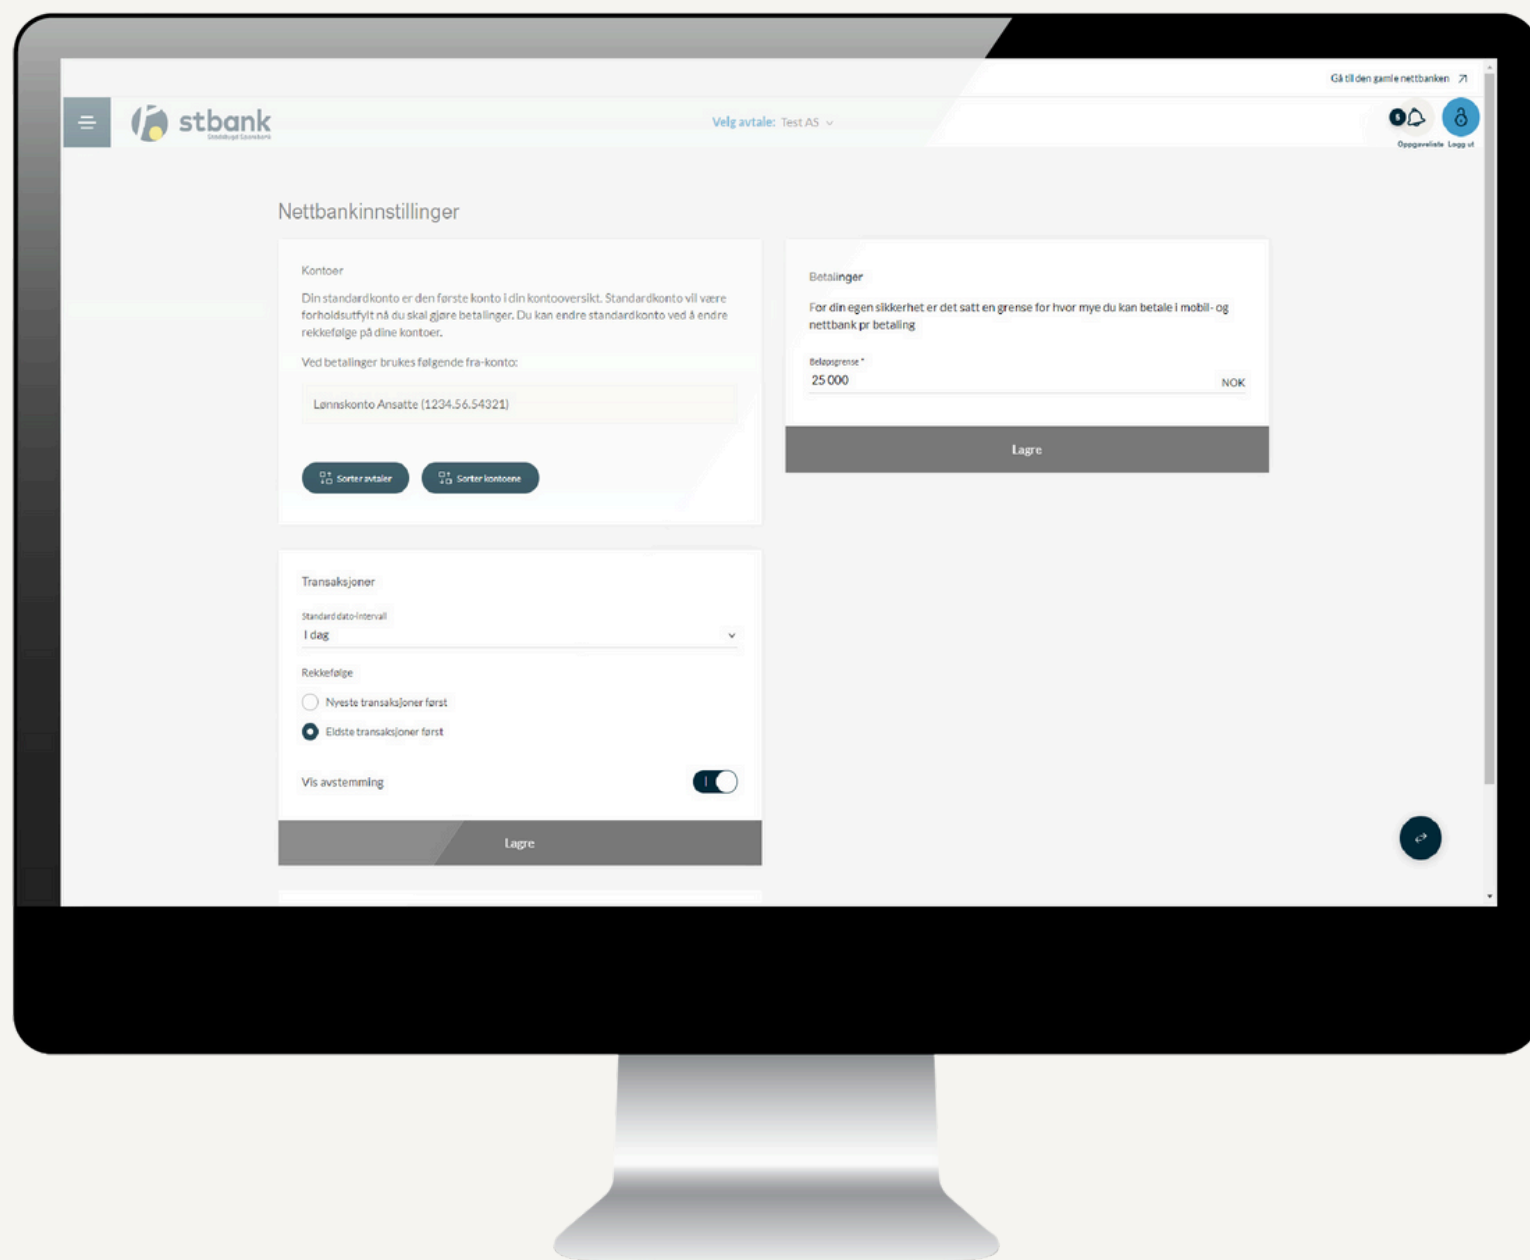 Gå til den gamle nettbanken
stbank
Stadsbygd Sparebank
Velg avtale: Test AS
Oppgaveliste Logg ut
Nettbankinnstillinger
Kontoer
Din standardkonto er den første konto i din kontooversikt. Standardkonto vil være
forholdsutfylt nå du skal gjøre betalinger. Du kan endre standardkonto ved å endre
rekkefølge på dine kontoer.
Ved betalinger brukes følgende fra-konto:
Lønnskonto Ansatte (1234.56.54321)
Sorter avtaler
Sorter kontoene
Betalinger
For din egen sikkerhet er det satt en grense for hvor mye du kan betale i mobil- og
nettbank pr betaling
Beløpsgrense *
25 000 NOK
Lagre
Transaksjoner
Standard dato-intervall
I dag
Rekkefølge
Nyeste transaksjoner først
Eldste transaksjoner først
Vis avstemming
Lagre